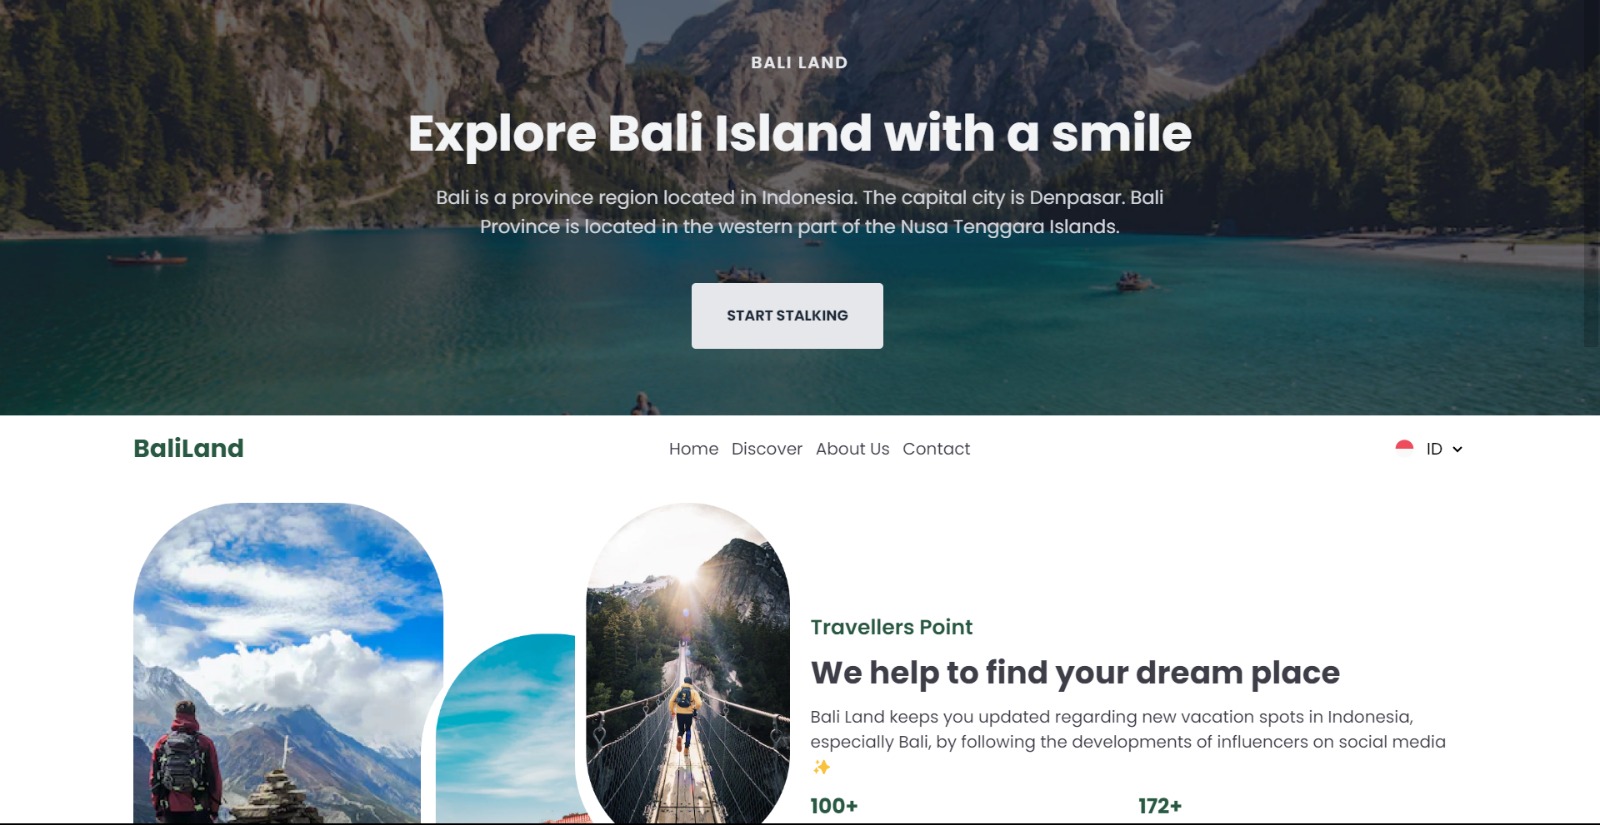 BALI LAND
Explore Bali Island with a smile
Bali is a province region located in Indonesia. The capital city is Denpasar. Bali
Province is located in the western part of the Nusa Tenggara Islands.
START STALKING
BaliLand
Home Discover About Us Contact
ID
Travellers Point
We help to find your dream place
Bali Land keeps you updated regarding new vacation spots in Indonesia,
especially Bali, by following the developments of influencers on social media
✨
100+ 172+